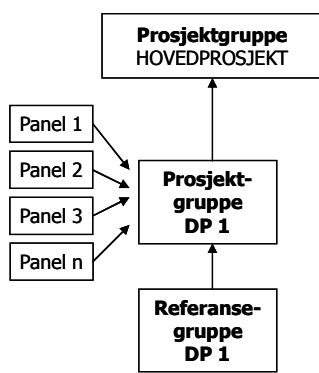 Prosjektgruppe
HOVEDPROSJEKT
Panel 1
Panel 2
Panel 3
Panel n
Prosjekt-
gruppe
DP 1
Referanse-
gruppe
DP 1